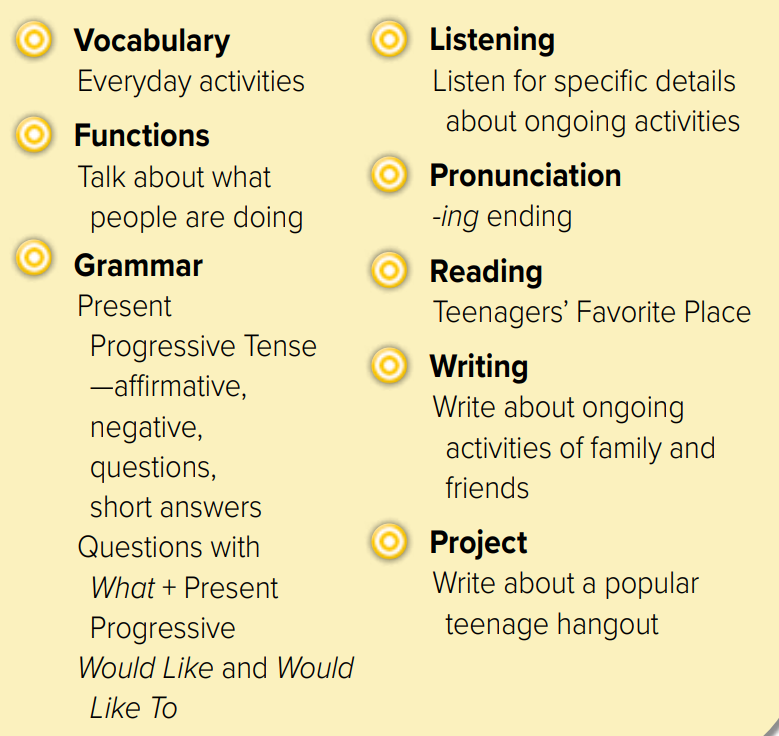 Vocabulary
Everyday activities
Functions
Talk about what
people are doing
Grammar
Present
Progressive Tense
—affirmative,
negative,
questions,
short answers
Questions with
What + Present
Progressive
Would Like and Would
Like To
Listening
Listen for specific details
about ongoing activities
Pronunciation
-ing ending
Reading
Teenagers’ Favorite Place
Writing
Write about ongoing
activities of family and
friends
Project
Write about a popular
teenage hangout